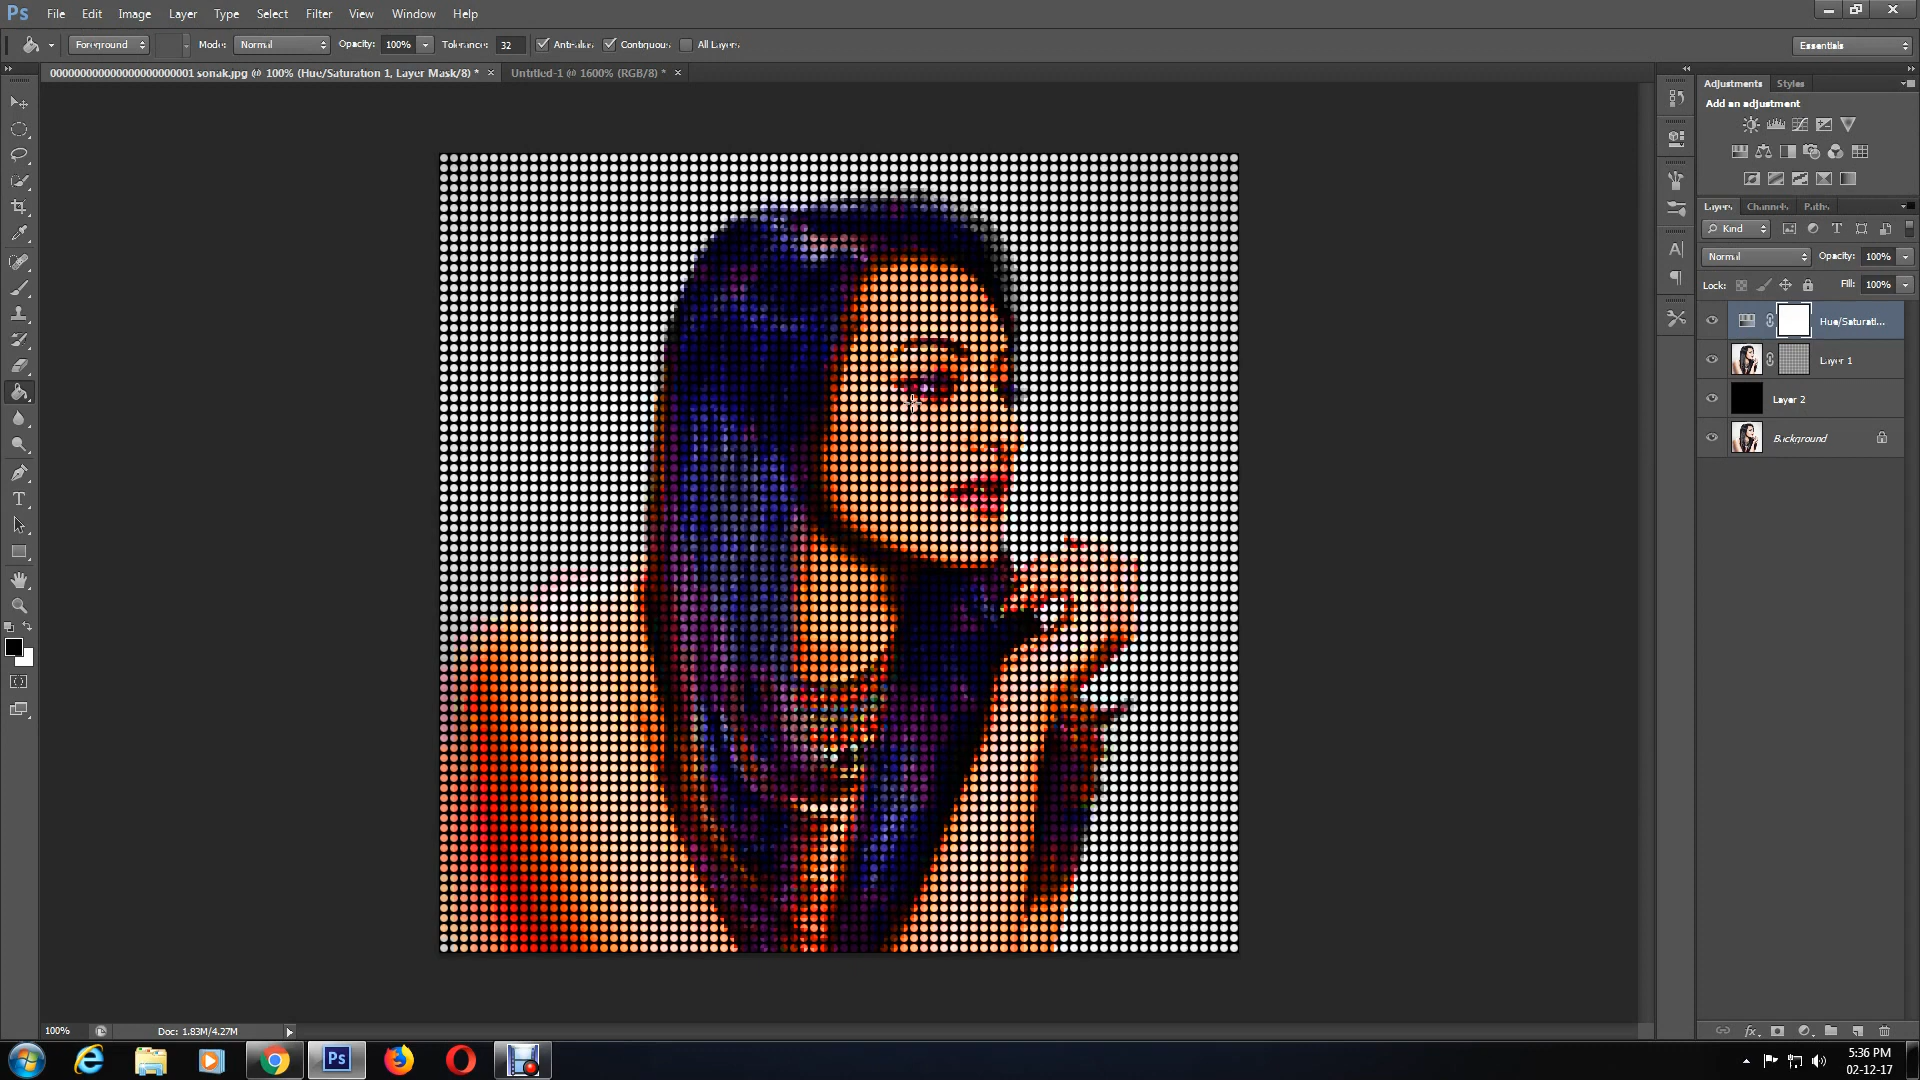 Ps File Edit Image Layer Type Select Filter View Window Help
Foreground Mode: Normal Opacity: 100% Tolerance: 32 Anti-alias Contiguous All Layers Essentials
000000000000000000000001 sonak.jpg @ 100% (Hue/Saturation 1, Layer Mask/8) * × Untitled-1 @ 1600% (RGB/8) * ×
Adjustments Styles
Add an adjustment
Layers Channels Paths
Kind T
Normal Opacity: 100%
Lock: Fill: 100%
Hue/Saturati...
Layer 1
Layer 2
Background
T
A
100% Doc: 1.83M/4.27M
fx
Ps
5:36 PM
02-12-17